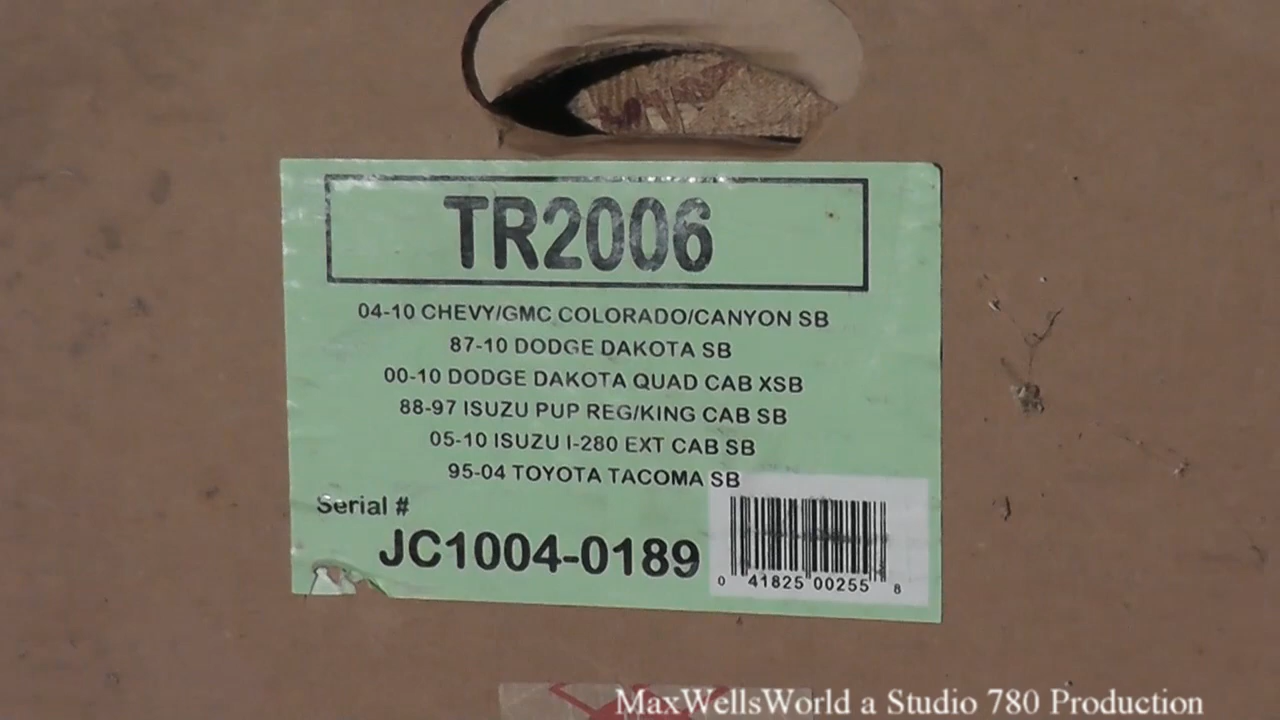 TR2006
04-10 CHEVY/GMC COLORADO/CANYON SB
87-10 DODGE DAKOTA SB
00-10 DODGE DAKOTA QUAD CAB XSB
88-97 ISUZU PUP REG/KING CAB SB
05-10 ISUZU I-280 EXT CAB SB
95-04 TOYOTA TACOMA SB
Serial #
JC1004-0189
0 41825 00255 8
MaxWellsWorld a Studio 780 Production